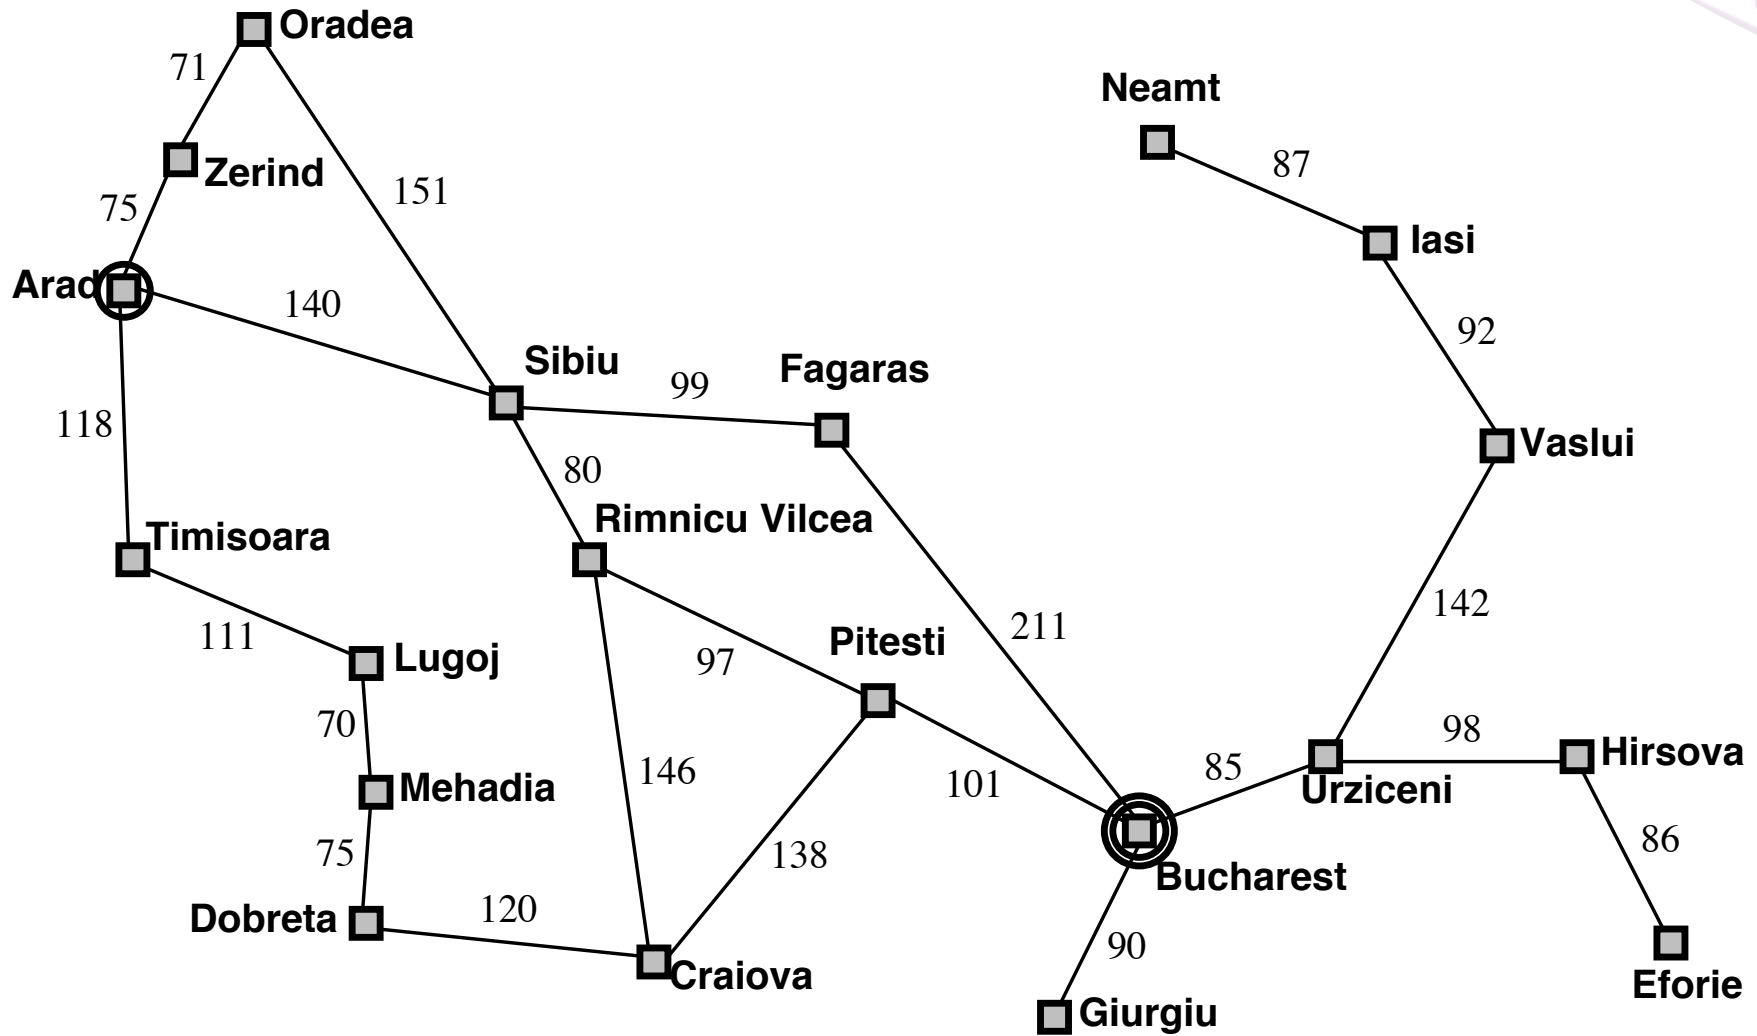 Oradea
71
Neamt
87
Zerind
151
75
Iasi
Arad
140
92
Sibiu
Fagaras
99
118
Vaslui
80
Rimnicu Vilcea
Timisoara
142
211
111
Pitesti
Lugoj
97
70
98
Hirsova
146
85
101
Mehadia
Urziceni
75
138
86
Bucharest
120
Dobreta
90
Craiova
Eforie
Giurgiu